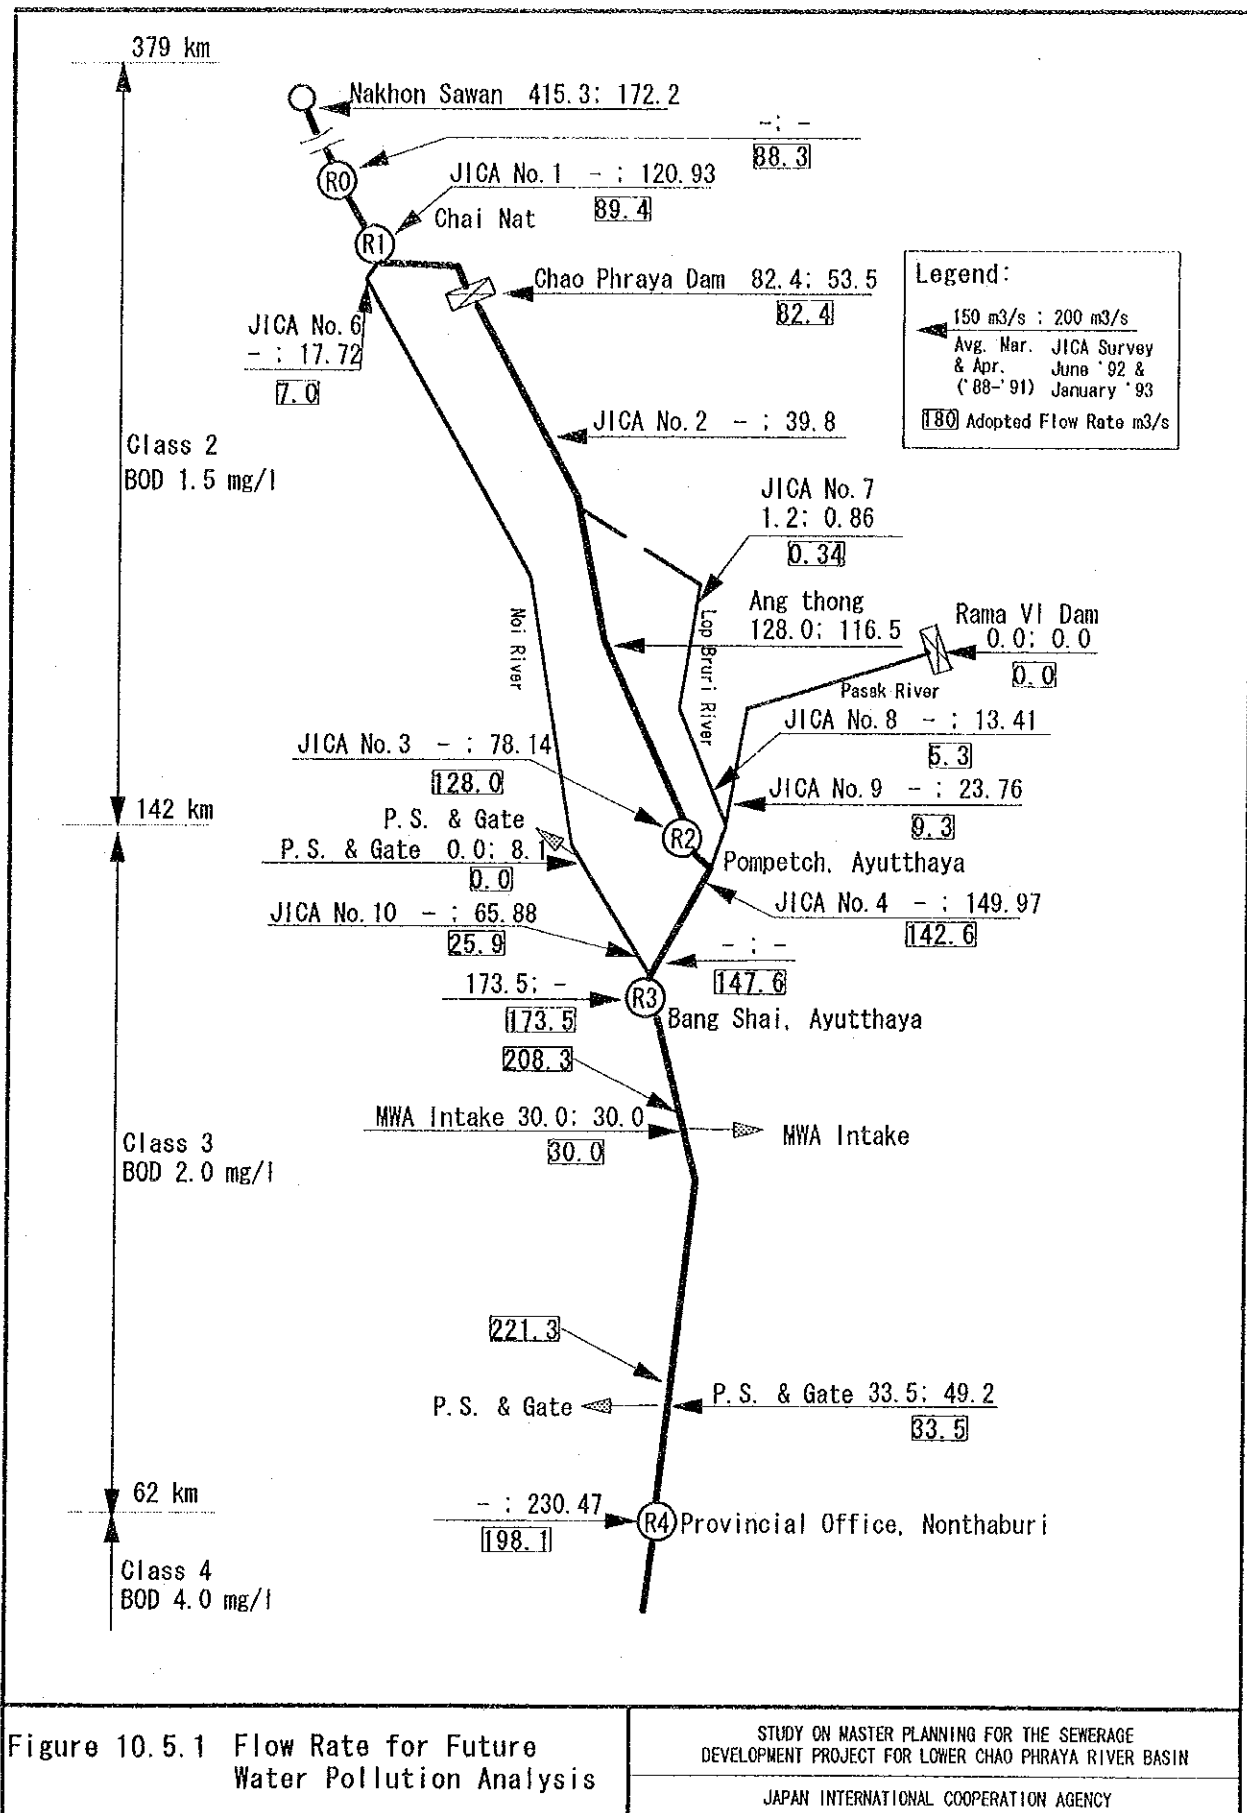 379 km
Nakhon Sawan 415.3; 172.2
-; -
88.3
R0
JICA No.1 - ; 120.93
89.4
Chai Nat
R1
Chao Phraya Dam 82.4; 53.5
82.4
Legend:
150 m3/s ; 200 m3/s
Avg. Mar. JICA Survey
& Apr. June '92 &
('88-'91) January '93
180 Adopted Flow Rate m3/s
JICA No.6
- ; 17.72
7.0
JICA No.2 - ; 39.8
Class 2
BOD 1.5 mg/l
JICA No.7
1.2; 0.86
0.34
Ang thong
128.0; 116.5
Rama VI Dam
0.0; 0.0
0.0
Noi River
Lop Bruri River
Pasak River
JICA No.8 - ; 13.41
5.3
JICA No.3 - ; 78.14
128.0
JICA No.9 - ; 23.76
9.3
142 km
P.S. & Gate
R2
P.S. & Gate 0.0; 8.1
0.0
Pompetch, Ayutthaya
JICA No.10 - ; 65.88
25.9
JICA No.4 - ; 149.97
142.6
- ; -
147.6
173.5; -
173.5
R3
Bang Shai, Ayutthaya
208.3
MWA Intake 30.0; 30.0
30.0
MWA Intake
Class 3
BOD 2.0 mg/l
221.3
P.S. & Gate
P.S. & Gate 33.5; 49.2
33.5
62 km
- ; 230.47
198.1
R4
Provincial Office, Nonthaburi
Class 4
BOD 4.0 mg/l
Figure 10.5.1 Flow Rate for Future
Water Pollution Analysis
STUDY ON MASTER PLANNING FOR THE SEWERAGE
DEVELOPMENT PROJECT FOR LOWER CHAO PHRAYA RIVER BASIN
JAPAN INTERNATIONAL COOPERATION AGENCY